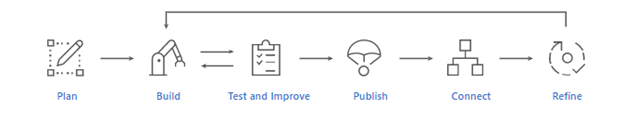 Plan
Build
Test and Improve
Publish
Connect
Refine